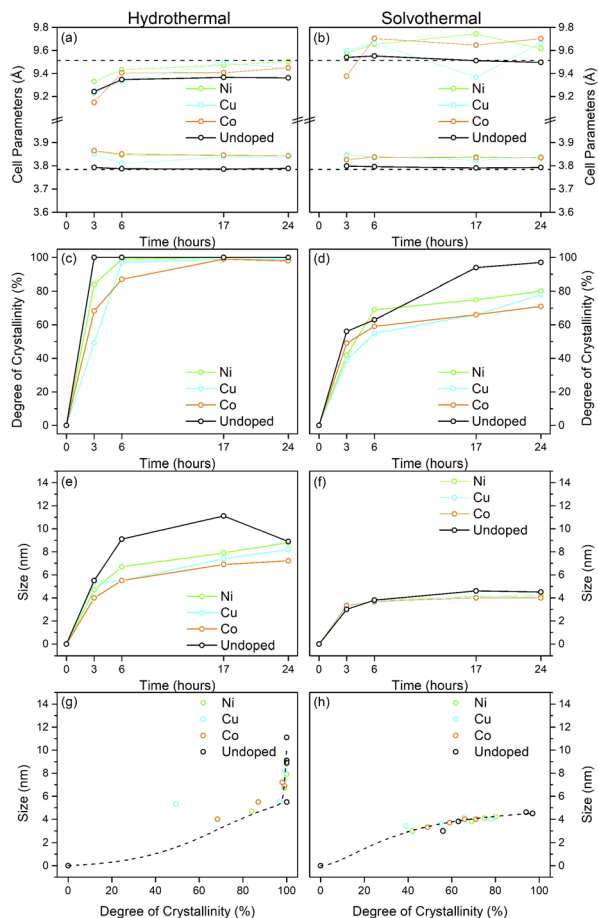 Hydrothermal Solvothermal
(a) (b)
9.8 9.8
9.6 9.6
9.4 9.4
9.2 9.2
3.9 3.9
3.8 3.8
3.7 3.7
3.6 3.6
Cell Parameters (Å) Cell Parameters (Å)
Ni Ni
Cu Cu
Co Co
Undoped Undoped
0 3 6 17 24 0 3 6 17 24
Time (hours) Time (hours)
(c) (d)
100 100
80 80
60 60
40 40
20 20
0 0
Degree of Crystallinity (%) Degree of Crystallinity (%)
Ni Ni
Cu Cu
Co Co
Undoped Undoped
0 3 6 17 24 0 3 6 17 24
Time (hours) Time (hours)
(e) (f)
14 14
12 12
10 10
8 8
6 6
4 4
2 2
0 0
Size (nm) Size (nm)
Ni Ni
Cu Cu
Co Co
Undoped Undoped
0 3 6 17 24 0 3 6 17 24
Time (hours) Time (hours)
(g) (h)
14 14
12 12
10 10
8 8
6 6
4 4
2 2
0 0
Size (nm) Size (nm)
Ni Ni
Cu Cu
Co Co
Undoped Undoped
0 20 40 60 80 100 0 20 40 60 80 100
Degree of Crystallinity (%) Degree of Crystallinity (%)